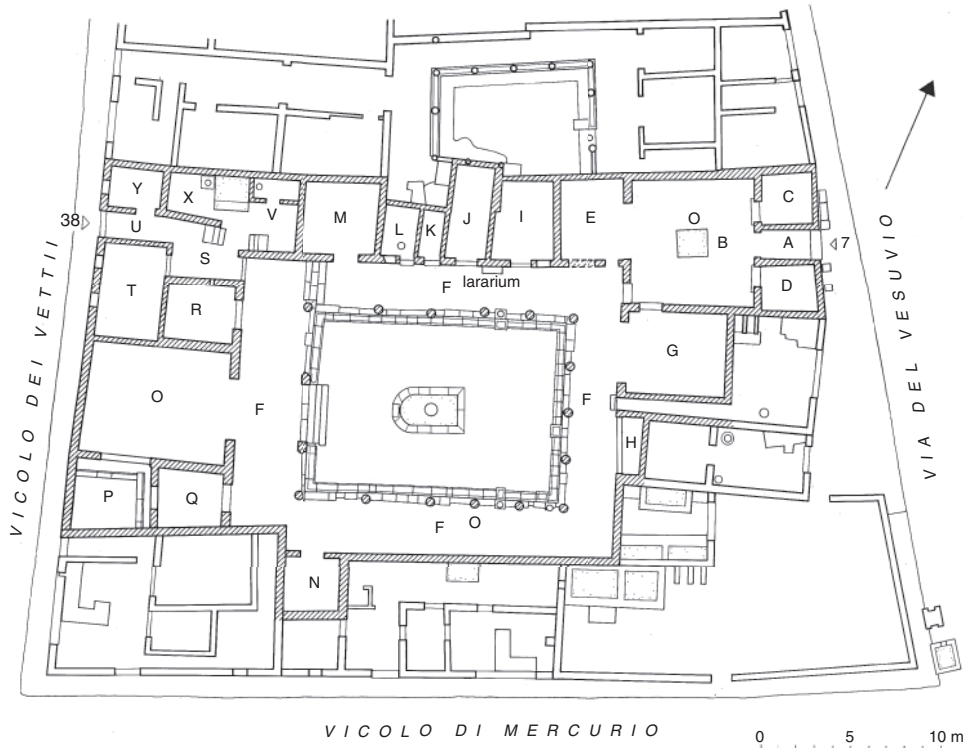 Y
X
V
M
L
K
J
I
E
O
B
C
A
7
D
38
U
S
T
R
F
lararium
G
O
F
F
H
P
Q
F
O
N
VICOLO DEI VETTII
VIA DEL VESUVIO
VICOLO DI MERCURIO
0 5 10 m